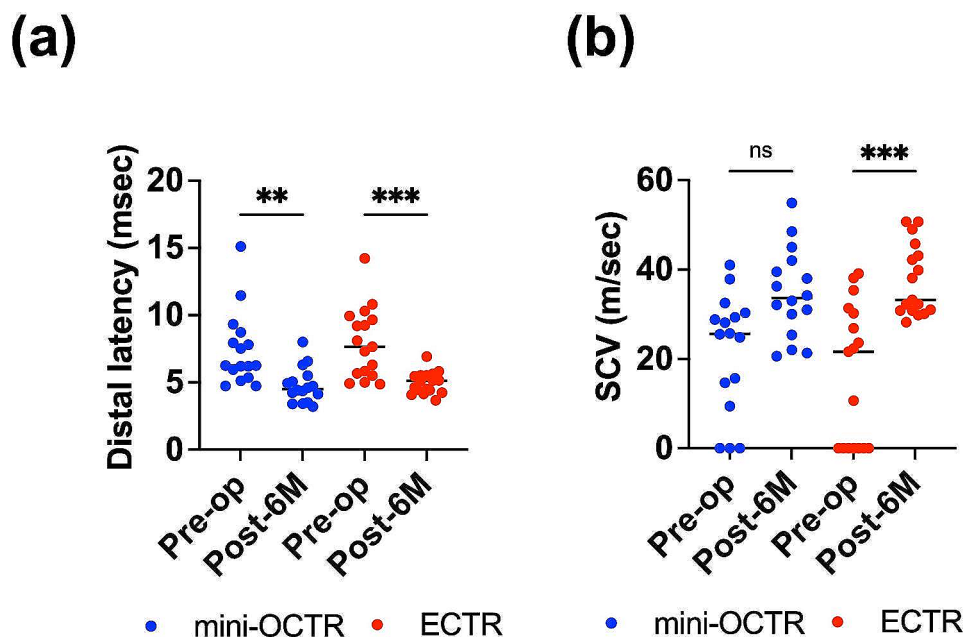 (a)
(b)
Distal latency (msec)
20
15
10
5
0
**
***
Pre-op
Post-6M
Pre-op
Post-6M
mini-OCTR
ECTR
SCV (m/sec)
60
40
20
0
ns
***
Pre-op
Post-6M
Pre-op
Post-6M
mini-OCTR
ECTR